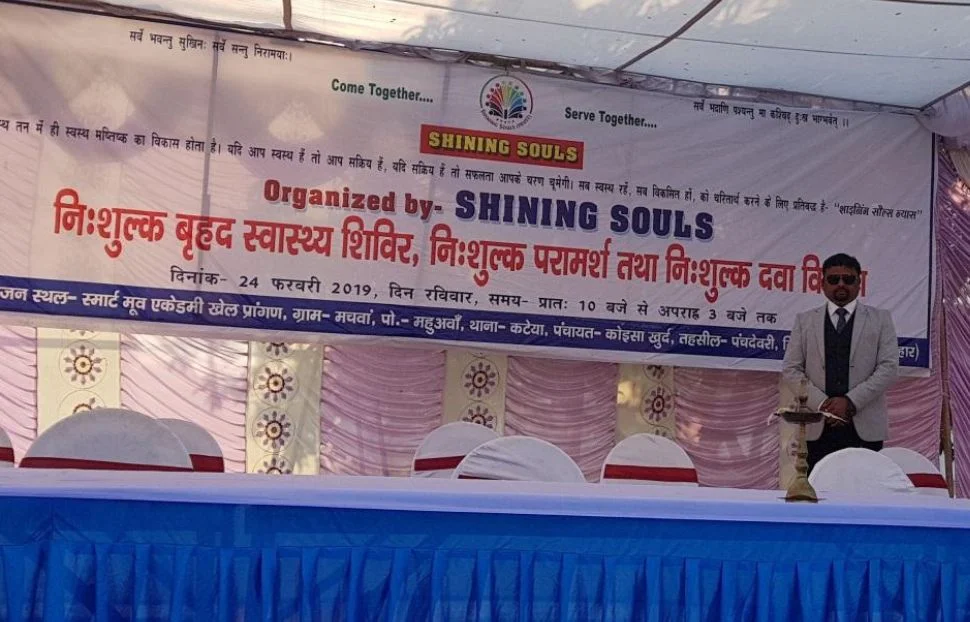 सर्वे भवन्तु सुखिनः सर्वे सन्तु निरामयाः।
Come Together....
Serve Together....
सर्वे भद्राणि पश्यन्तु मा कश्चिद् दुःख भाग्भवेत् ।।
SHINING SOULS
तन में ही स्वस्थ मष्तिष्क का विकास होता है। यदि आप स्वस्थ हैं तो आप सक्रिय हैं, यदि सक्रिय हैं तो सफलता आपके चरण चूमेगी। सब स्वस्थ रहें, सब विकसित हों, को चरितार्थ करने के लिए प्रतिबद्ध है- "शाइनिंग सौल्स न्यास"
Organized by- SHINING SOULS
निःशुल्क बृहद स्वास्थ्य शिविर, निःशुल्क परामर्श तथा निःशुल्क दवा
दिनांक- 24 फरवरी 2019, दिन रविवार, समय- प्रातः 10 बजे से अपराह्न 3 बजे तक
स्थल- स्मार्ट मूव एकेडमी खेल प्रांगण, ग्राम- मचवां, पो.- महुअवाँ, थाना- कटेया, पंचायत- कोइसा खुर्द, तहसील- पंचदेवरी,